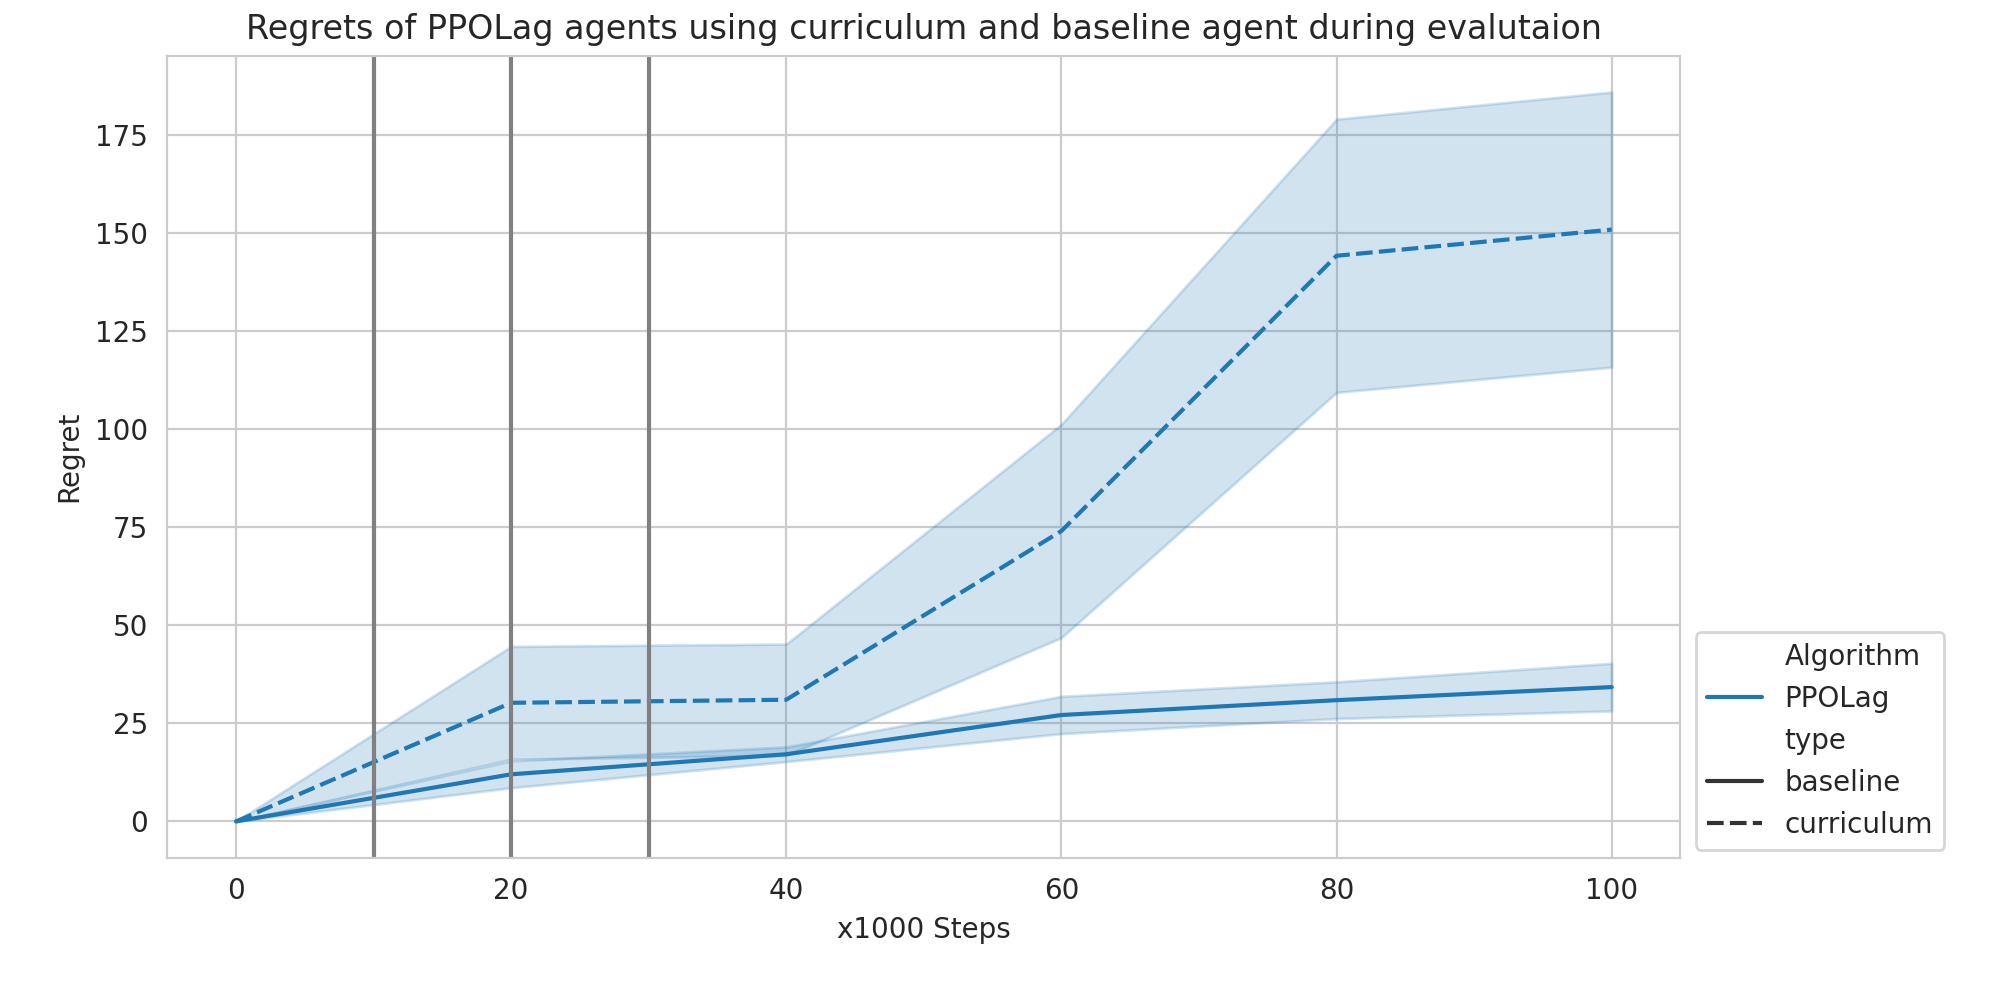 Regrets of PPOLag agents using curriculum and baseline agent during evalutaion
175
150
125
100
75
50
25
0
Regret
0 20 40 60 80 100
x1000 Steps
Algorithm
PPOLag
type
baseline
curriculum